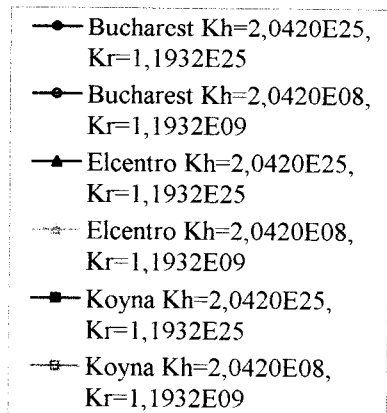 Bucharest Kh=2,0420E25,
Kr=1,1932E25
Bucharest Kh=2,0420E08,
Kr=1,1932E09
Elcentro Kh=2,0420E25,
Kr=1,1932E25
Elcentro Kh=2,0420E08,
Kr=1,1932E09
Koyna Kh=2,0420E25,
Kr=1,1932E25
Koyna Kh=2,0420E08,
Kr=1,1932E09